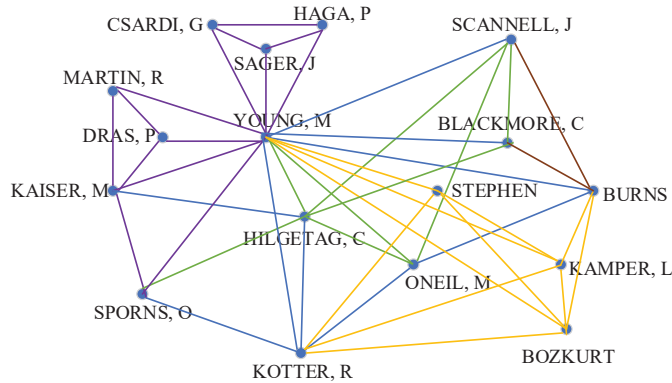 CSARDI, G
HAGA, P
SCANNELL, J
SAGER, J
MARTIN, R
YOUNG, M
BLACKMORE, C
DRAS, P
KAISER, M
STEPHEN
BURNS
HILGETAG, C
ONEIL, M
KAMPER, L
SPORNS, O
BOZKURT
KOTTER, R